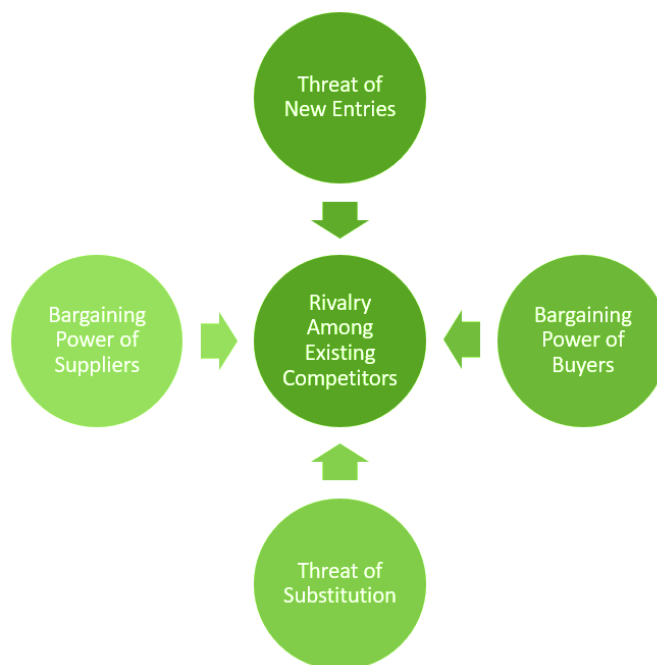 Threat of
New Entries
Bargaining
Power of
Suppliers
Rivalry
Among
Existing
Competitors
Bargaining
Power of
Buyers
Threat of
Substitution